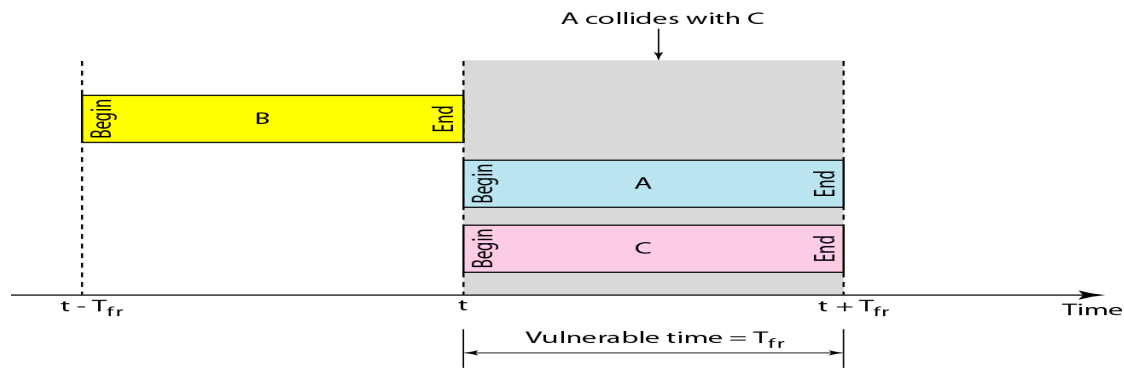 A collides with C
Begin B End
Begin A End
Begin C End
t - Tfr t t + Tfr Time
Vulnerable time = Tfr